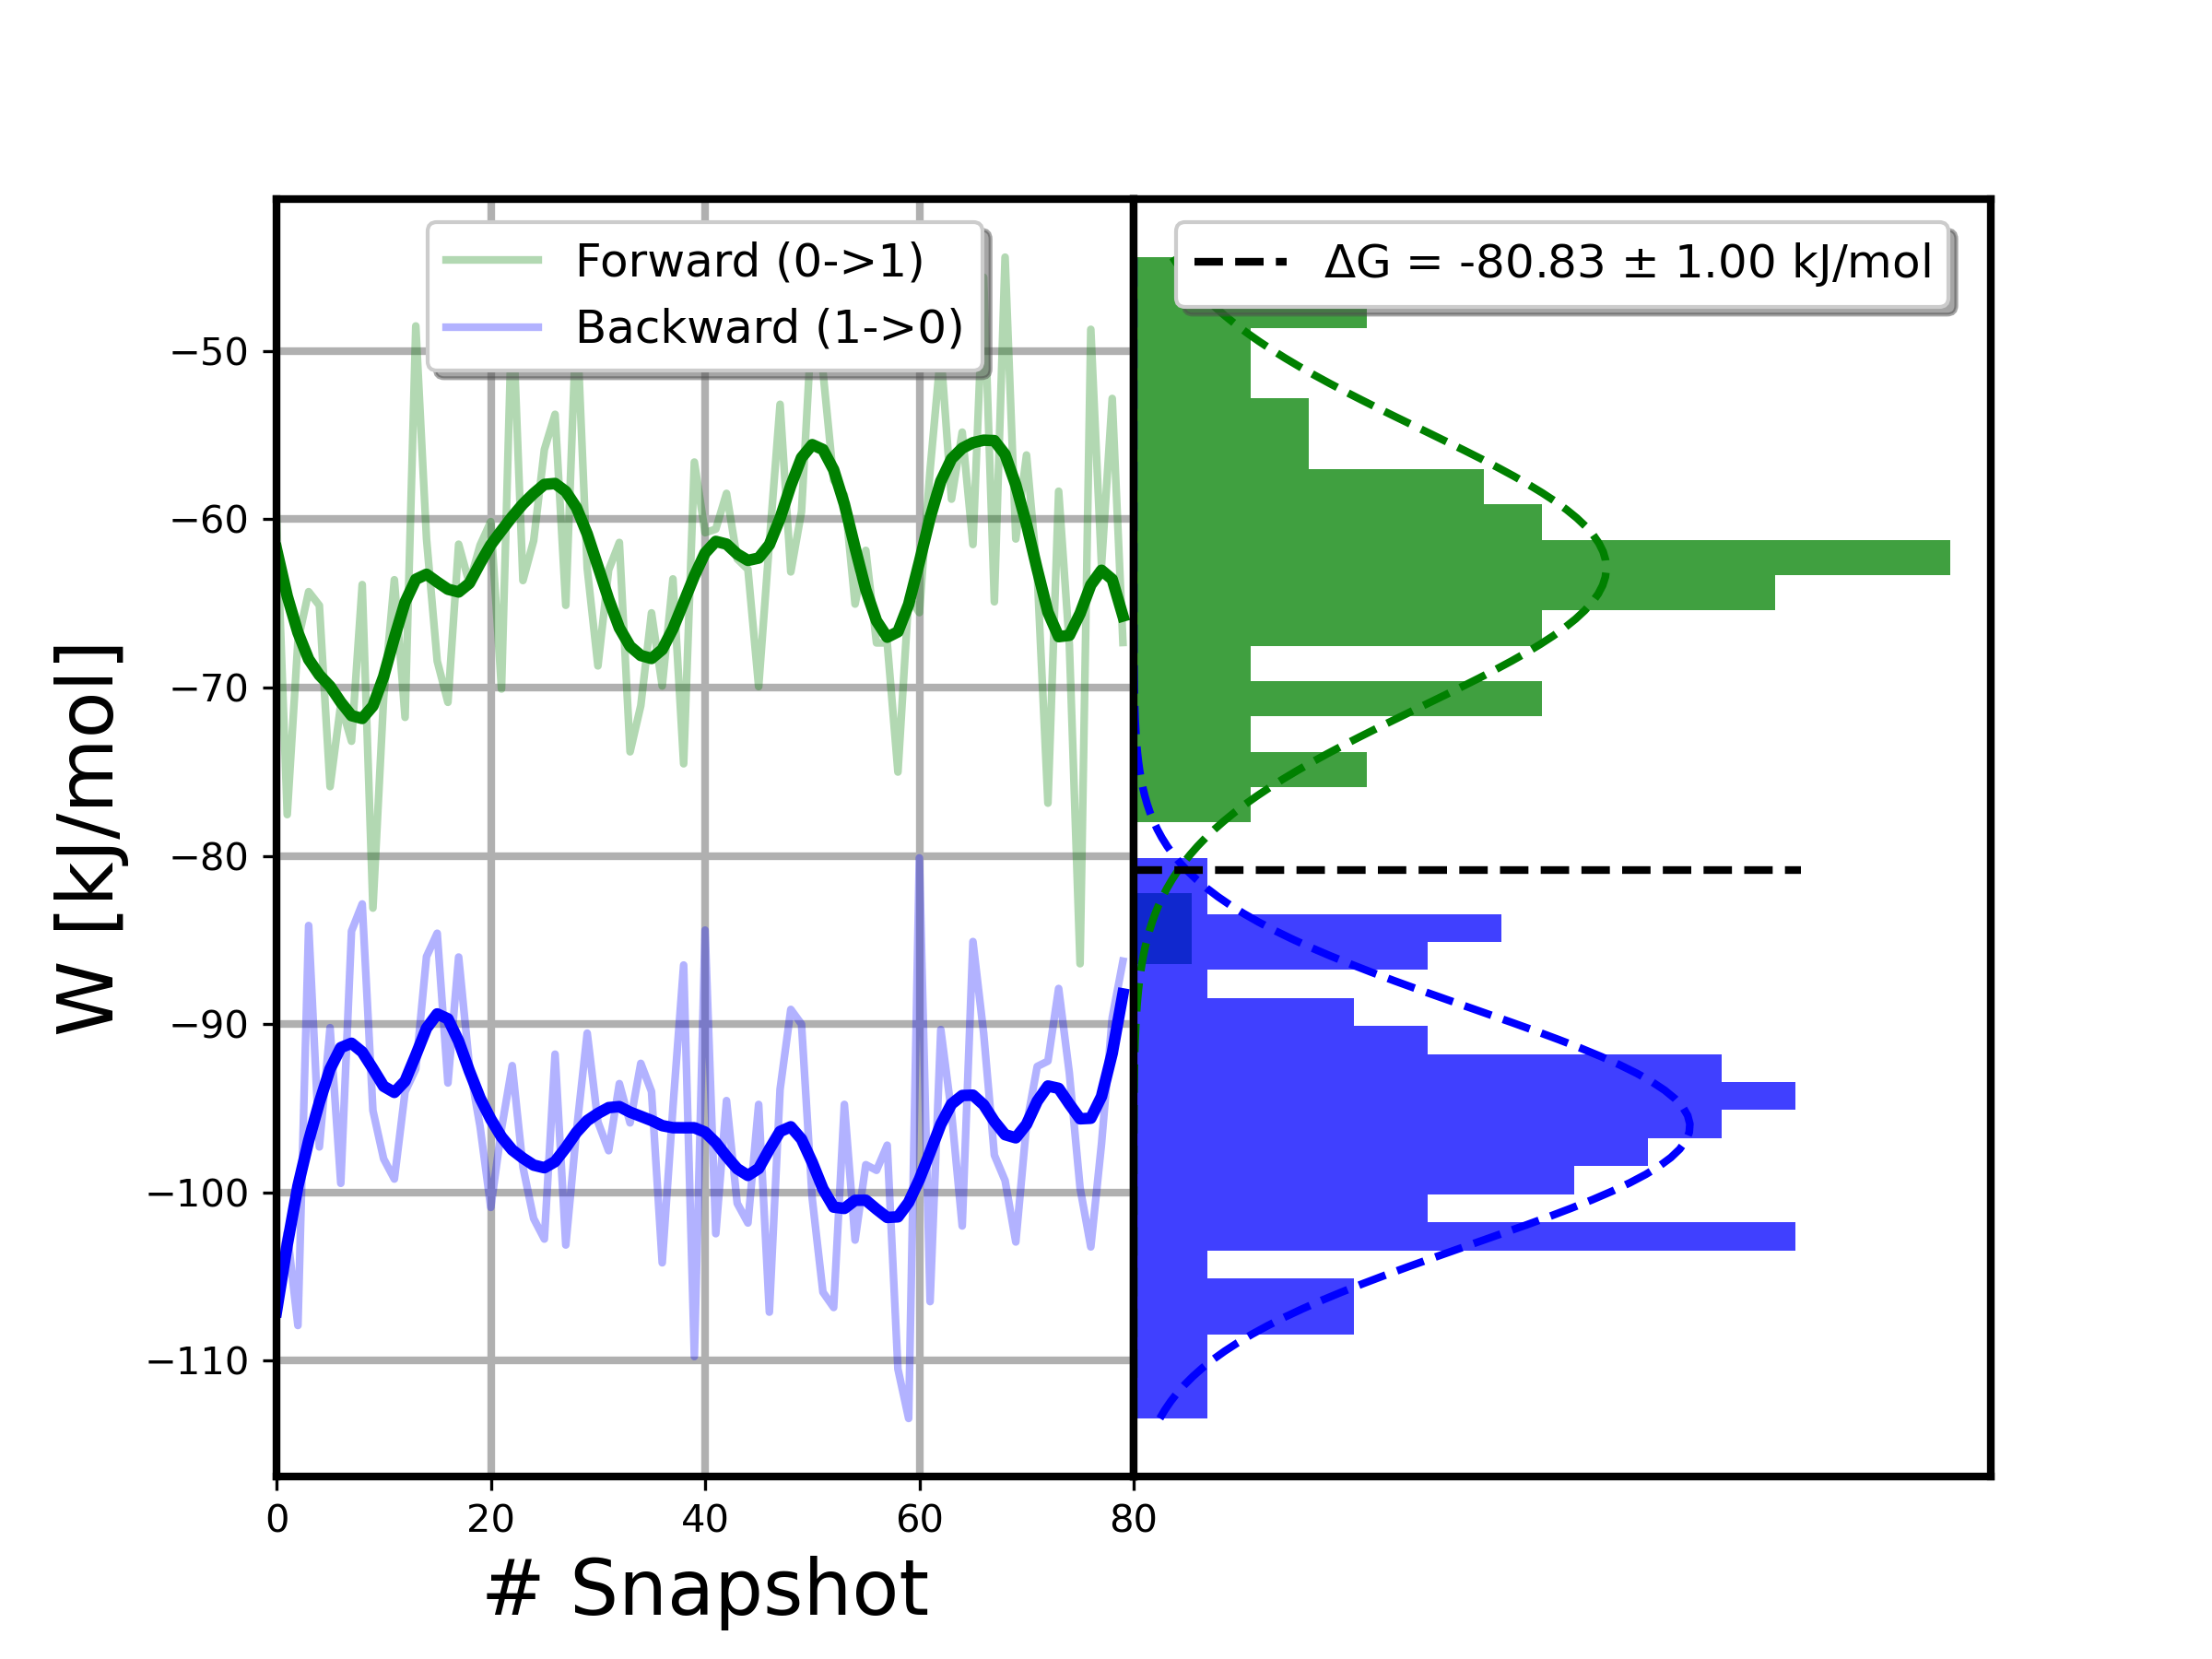 Forward (0->1)
Backward (1->0)
ΔG = -80.83 ± 1.00 kJ/mol
W [kJ/mol]
−50
−60
−70
−80
−90
−100
−110
0 20 40 60 80
# Snapshot